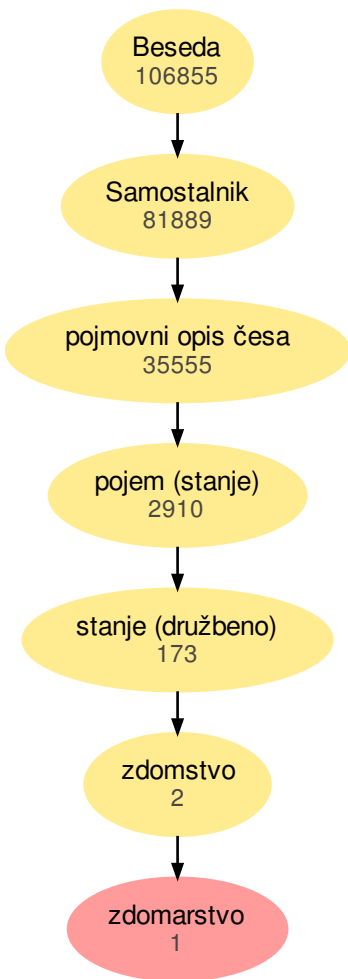 Beseda
106855
Samostalnik
81889
pojmovni opis česa
35555
pojem (stanje)
2910
stanje (družbeno)
173
zdomstvo
2
zdomarstvo
1